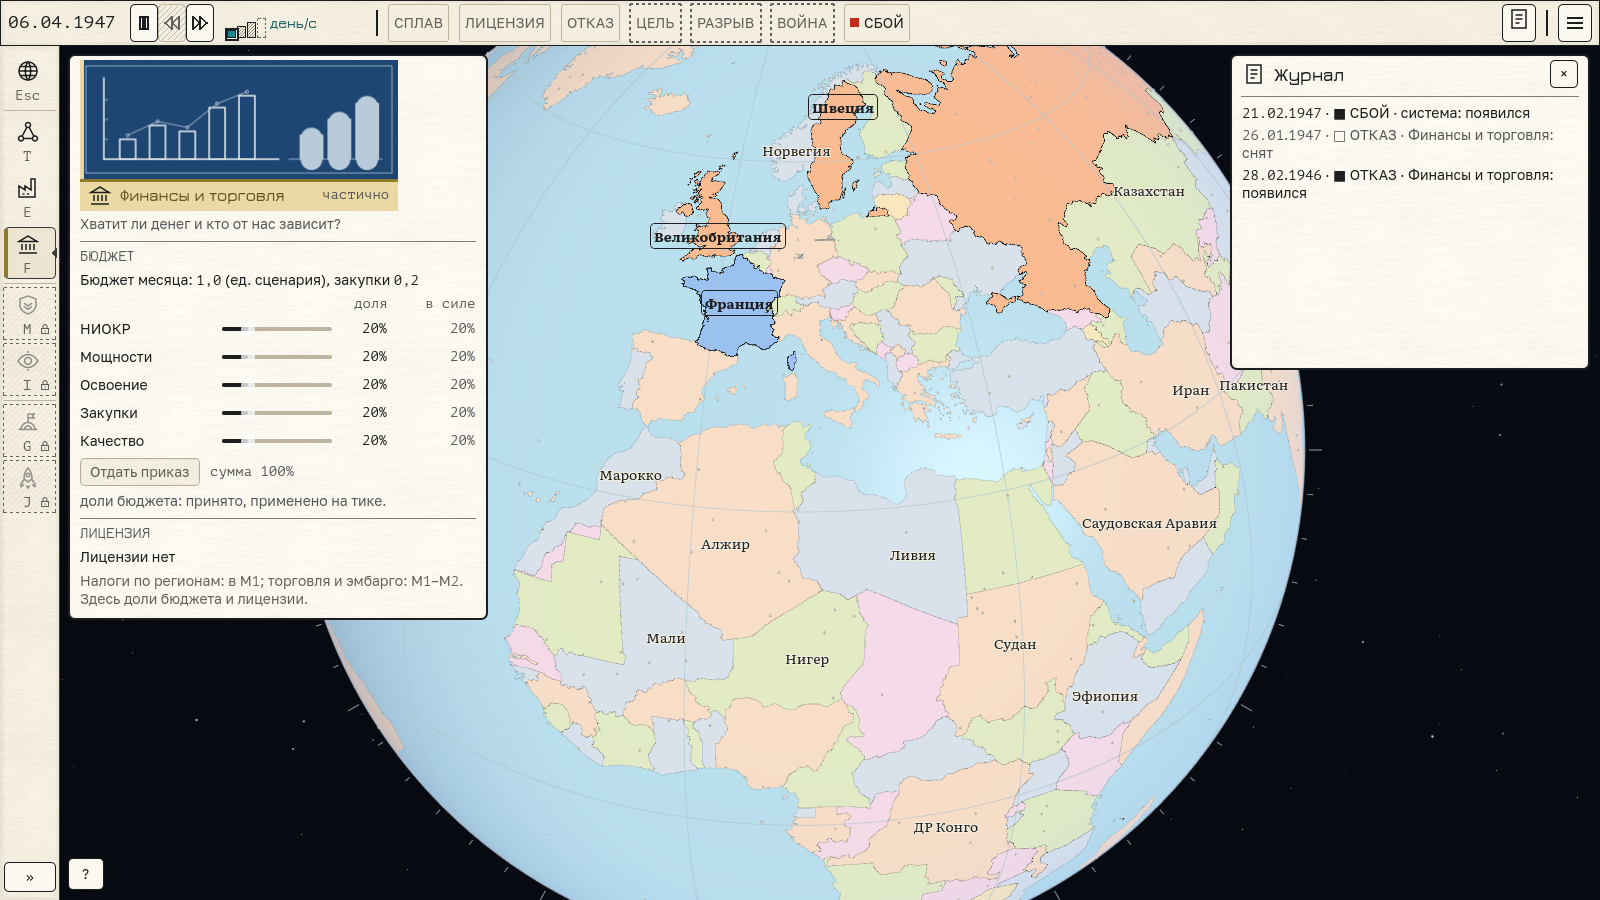 06.04.1947
день/с
СПЛАВ
ЛИЦЕНЗИЯ
ОТКАЗ
ЦЕЛЬ
РАЗРЫВ
ВОЙНА
СБОЙ
Esc
T
E
F
M
I
G
J
»
?
Финансы и торговля
частично
Хватит ли денег и кто от нас зависит?
БЮДЖЕТ
Бюджет месяца: 1,0 (ед. сценария), закупки 0,2
доля в силе
НИОКР 20% 20%
Мощности 20% 20%
Освоение 20% 20%
Закупки 20% 20%
Качество 20% 20%
Отдать приказ сумма 100%
доли бюджета: принято, применено на тике.
ЛИЦЕНЗИЯ
Лицензии нет
Налоги по регионам: в М1; торговля и эмбарго: М1–М2.
Здесь доли бюджета и лицензии.
Швеция
Норвегия
Казахстан
Великобритания
Франция
Иран
Пакистан
Марокко
Алжир
Ливия
Саудовская Аравия
Мали
Нигер
Судан
Эфиопия
ДР Конго
Журнал
×
21.02.1947 · ■ СБОЙ · система: появился
26.01.1947 · □ ОТКАЗ · Финансы и торговля:
снят
28.02.1946 · ■ ОТКАЗ · Финансы и торговля:
появился